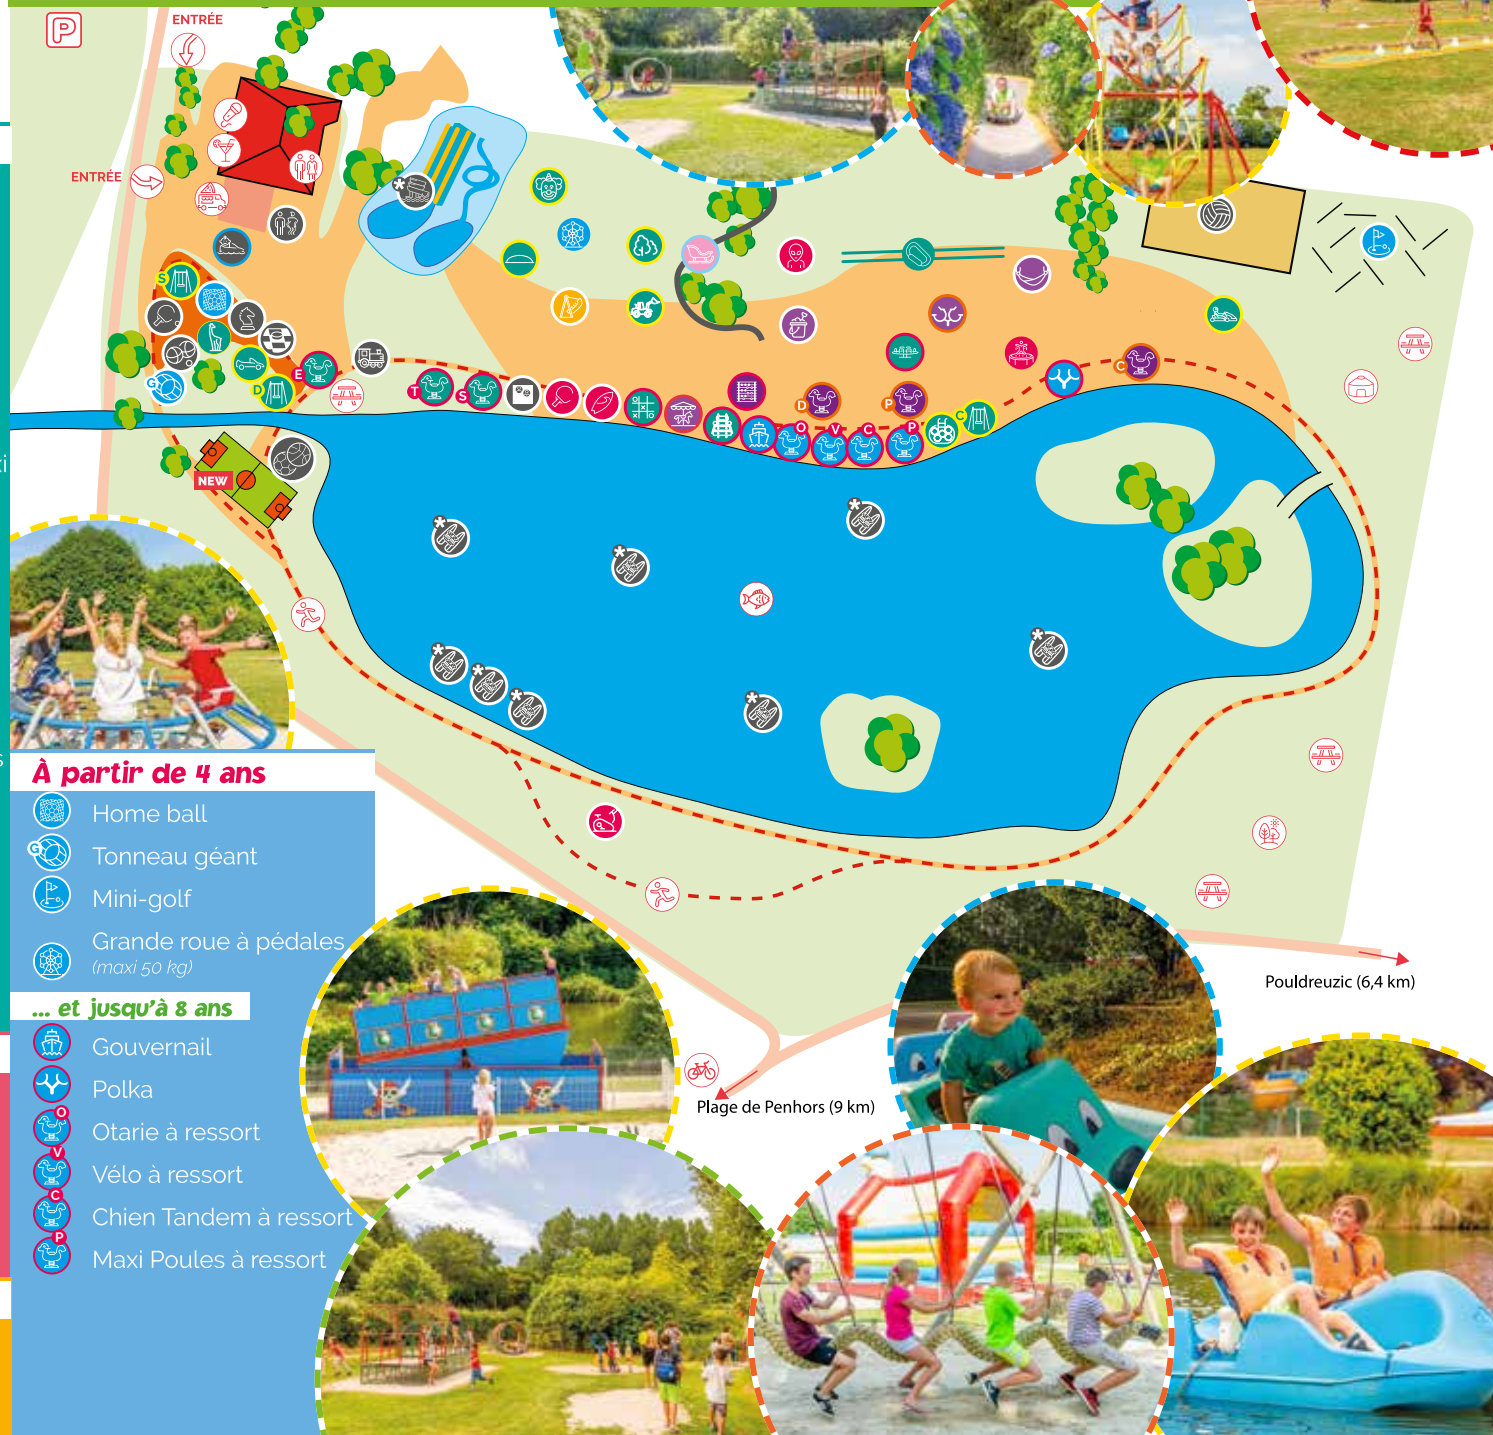 P
ENTRÉE
ENTRÉE
S
G
D
E
T
S
D
P
O
V
C
P
C
C
NEW
ti
s
À partir de 4 ans
Home ball
G
Tonneau géant
Mini-golf
Grande roue à pédales
(maxi 50 kg)
... et jusqu'à 8 ans
Gouvernail
Polka
O
Otarie à ressort
V
Vélo à ressort
C
Chien Tandem à ressort
P
Maxi Poules à ressort
Pouldreuzic (6,4 km)
Plage de Penhors (9 km)